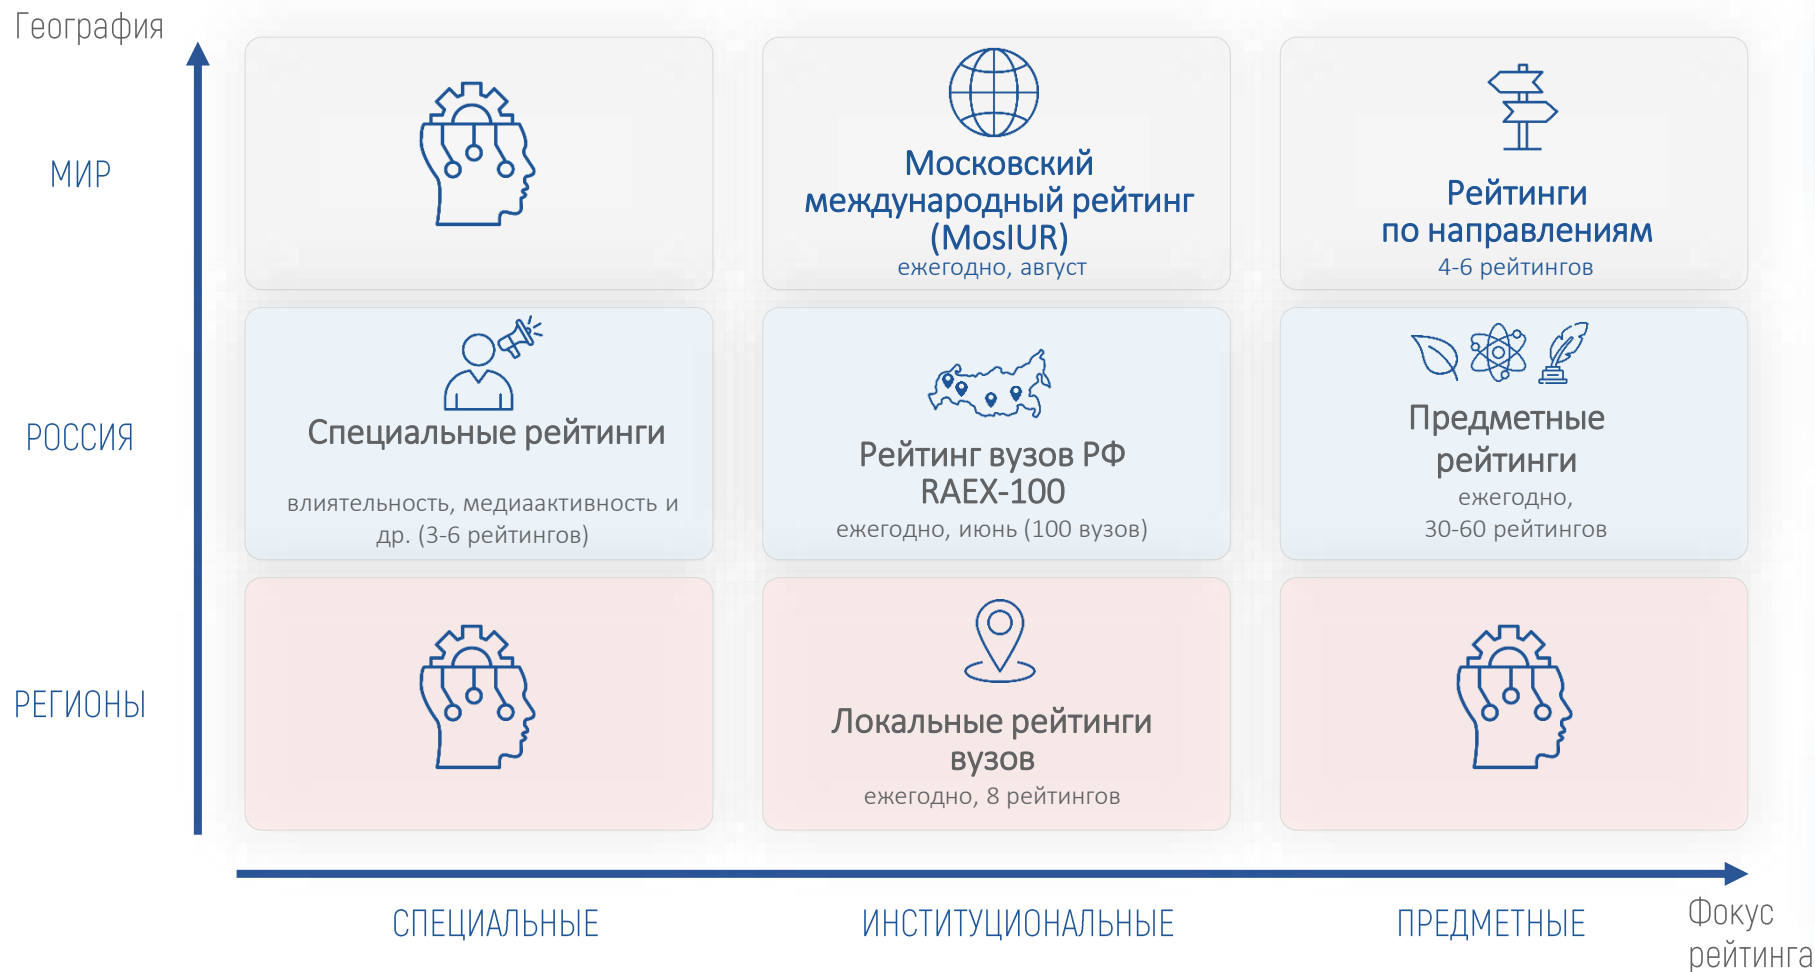 География
МИР
Московский
международный рейтинг
(MosIUR)
ежегодно, август
Рейтинги
по направлениям
4-6 рейтингов
РОССИЯ
Специальные рейтинги
влиятельность, медиаактивность и
др. (3-6 рейтингов)
Рейтинг вузов РФ
RAEX-100
ежегодно, июнь (100 вузов)
Предметные
рейтинги
ежегодно,
30-60 рейтингов
РЕГИОНЫ
Локальные рейтинги
вузов
ежегодно, 8 рейтингов
СПЕЦИАЛЬНЫЕ
ИНСТИТУЦИОНАЛЬНЫЕ
ПРЕДМЕТНЫЕ
Фокус
рейтинга